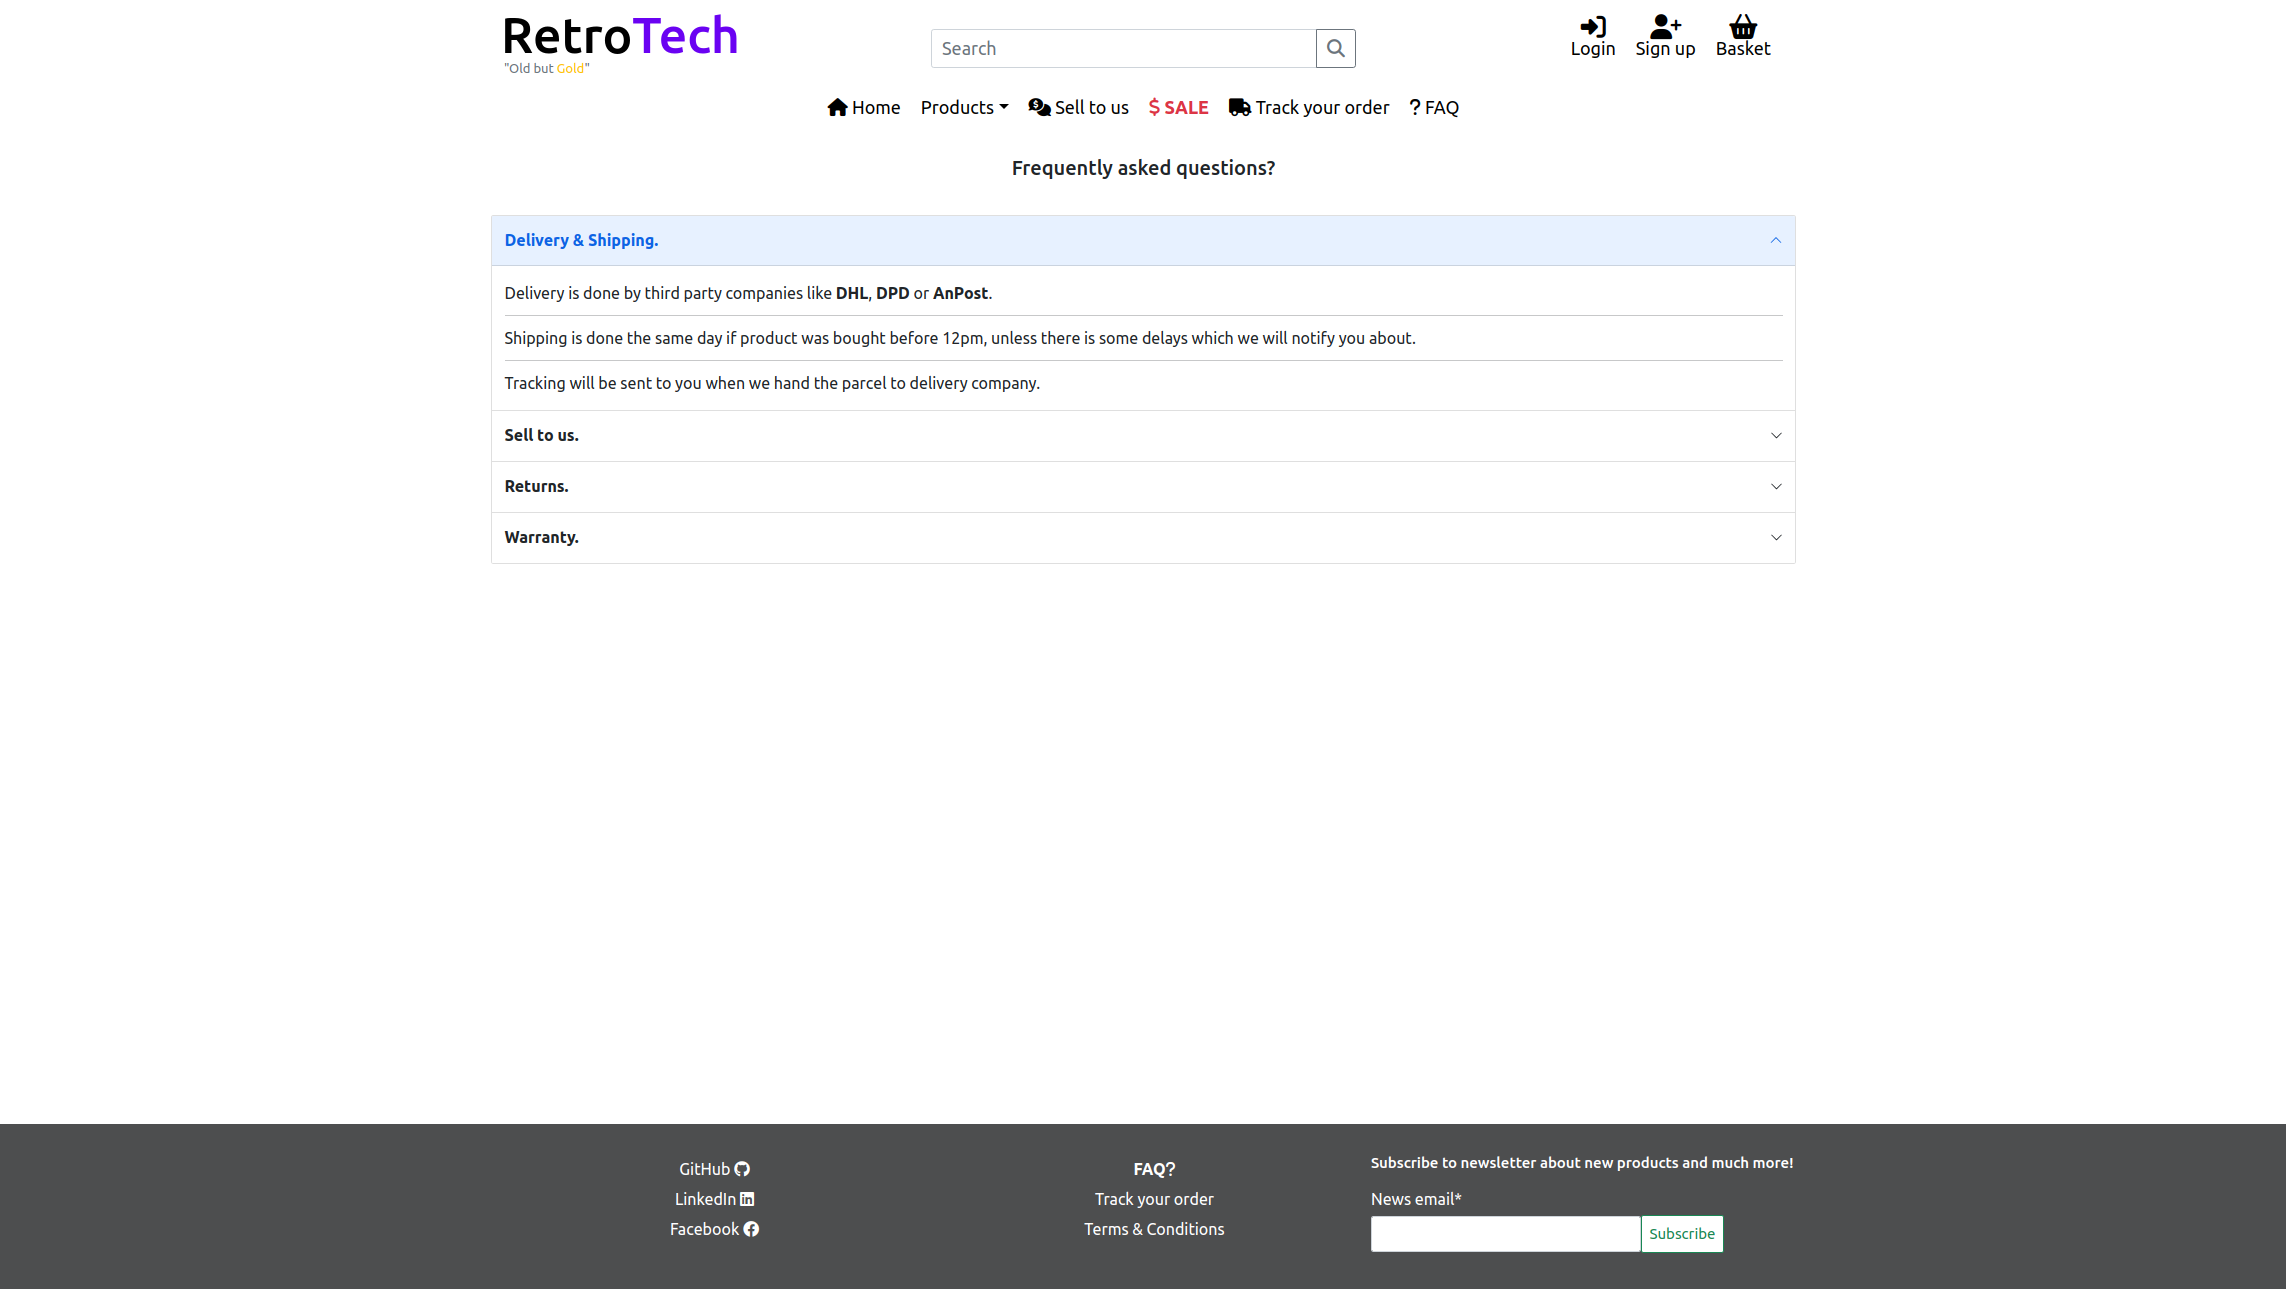 RetroTech
"Old but Gold"
Search
Login
Sign up
Basket
Home
Products
Sell to us
$ SALE
Track your order
? FAQ
Frequently asked questions?
Delivery & Shipping.
Delivery is done by third party companies like DHL, DPD or AnPost.
Shipping is done the same day if product was bought before 12pm, unless there is some delays which we will notify you about.
Tracking will be sent to you when we hand the parcel to delivery company.
Sell to us.
Returns.
Warranty.
GitHub
LinkedIn
Facebook
FAQ?
Track your order
Terms & Conditions
Subscribe to newsletter about new products and much more!
News email*
Subscribe